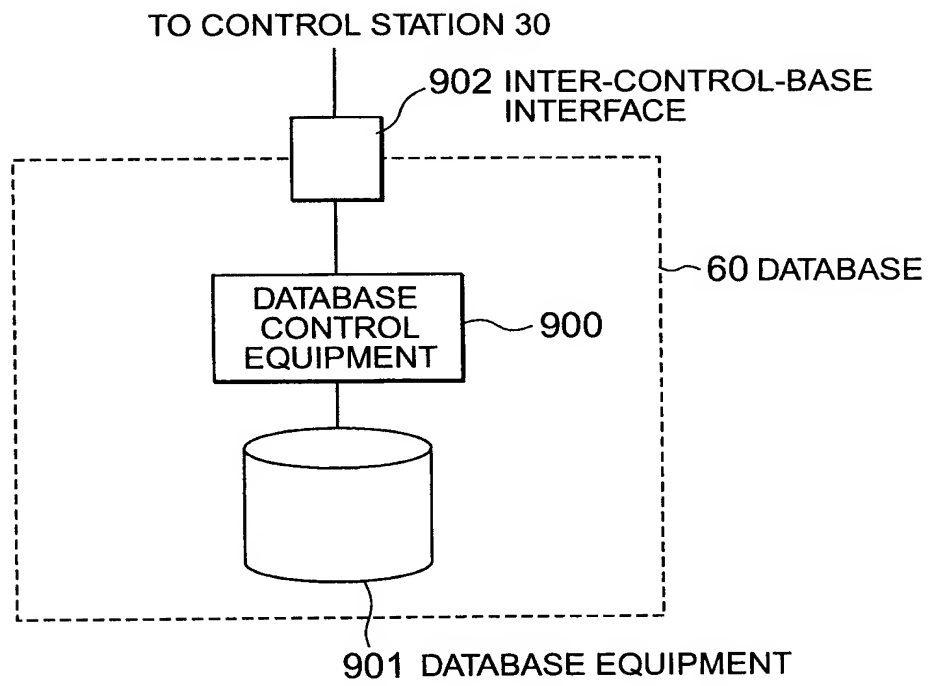 TO CONTROL STATION 30
902 INTER-CONTROL-BASE
INTERFACE
60 DATABASE
DATABASE
CONTROL
EQUIPMENT
900
901 DATABASE EQUIPMENT